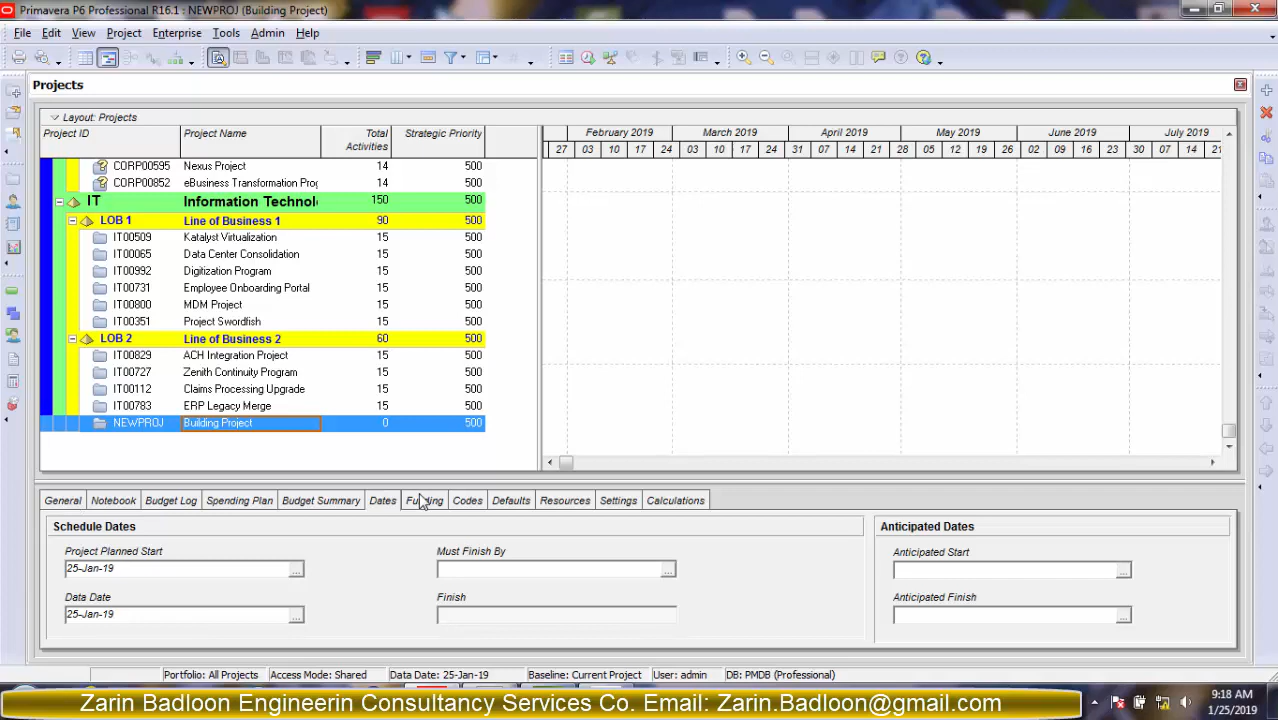 Primavera P6 Professional R16.1 : NEWPROJ (Building Project)
File Edit View Project Enterprise Tools Admin Help
Projects
Layout: Projects
Project ID Project Name Total Activities Strategic Priority
February 2019 March 2019 April 2019 May 2019 June 2019 July 2019
27 03 10 17 24 03 10 17 24 31 07 14 21 28 05 12 19 26 02 09 16 23 30 07 14 21
CORP00595 Nexus Project 14 500
CORP00852 eBusiness Transformation Prog 14 500
IT Information Technol 150 500
LOB 1 Line of Business 1 90 500
IT00509 Katalyst Virtualization 15 500
IT00065 Data Center Consolidation 15 500
IT00992 Digitization Program 15 500
IT00731 Employee Onboarding Portal 15 500
IT00800 MDM Project 15 500
IT00351 Project Swordfish 15 500
LOB 2 Line of Business 2 60 500
IT00829 ACH Integration Project 15 500
IT00727 Zenith Continuity Program 15 500
IT00112 Claims Processing Upgrade 15 500
IT00783 ERP Legacy Merge 15 500
NEWPROJ Building Project 0 500
General Notebook Budget Log Spending Plan Budget Summary Dates Funding Codes Defaults Resources Settings Calculations
Schedule Dates Anticipated Dates
Project Planned Start Must Finish By Anticipated Start
25-Jan-19
Data Date Finish Anticipated Finish
25-Jan-19
Portfolio: All Projects Access Mode: Shared Data Date: 25-Jan-19 Baseline: Current Project User: admin DB: PMDB (Professional)
Zarin Badloon Engineerin Consultancy Services Co. Email: Zarin.Badloon@gmail.com
9:18 AM
1/25/2019